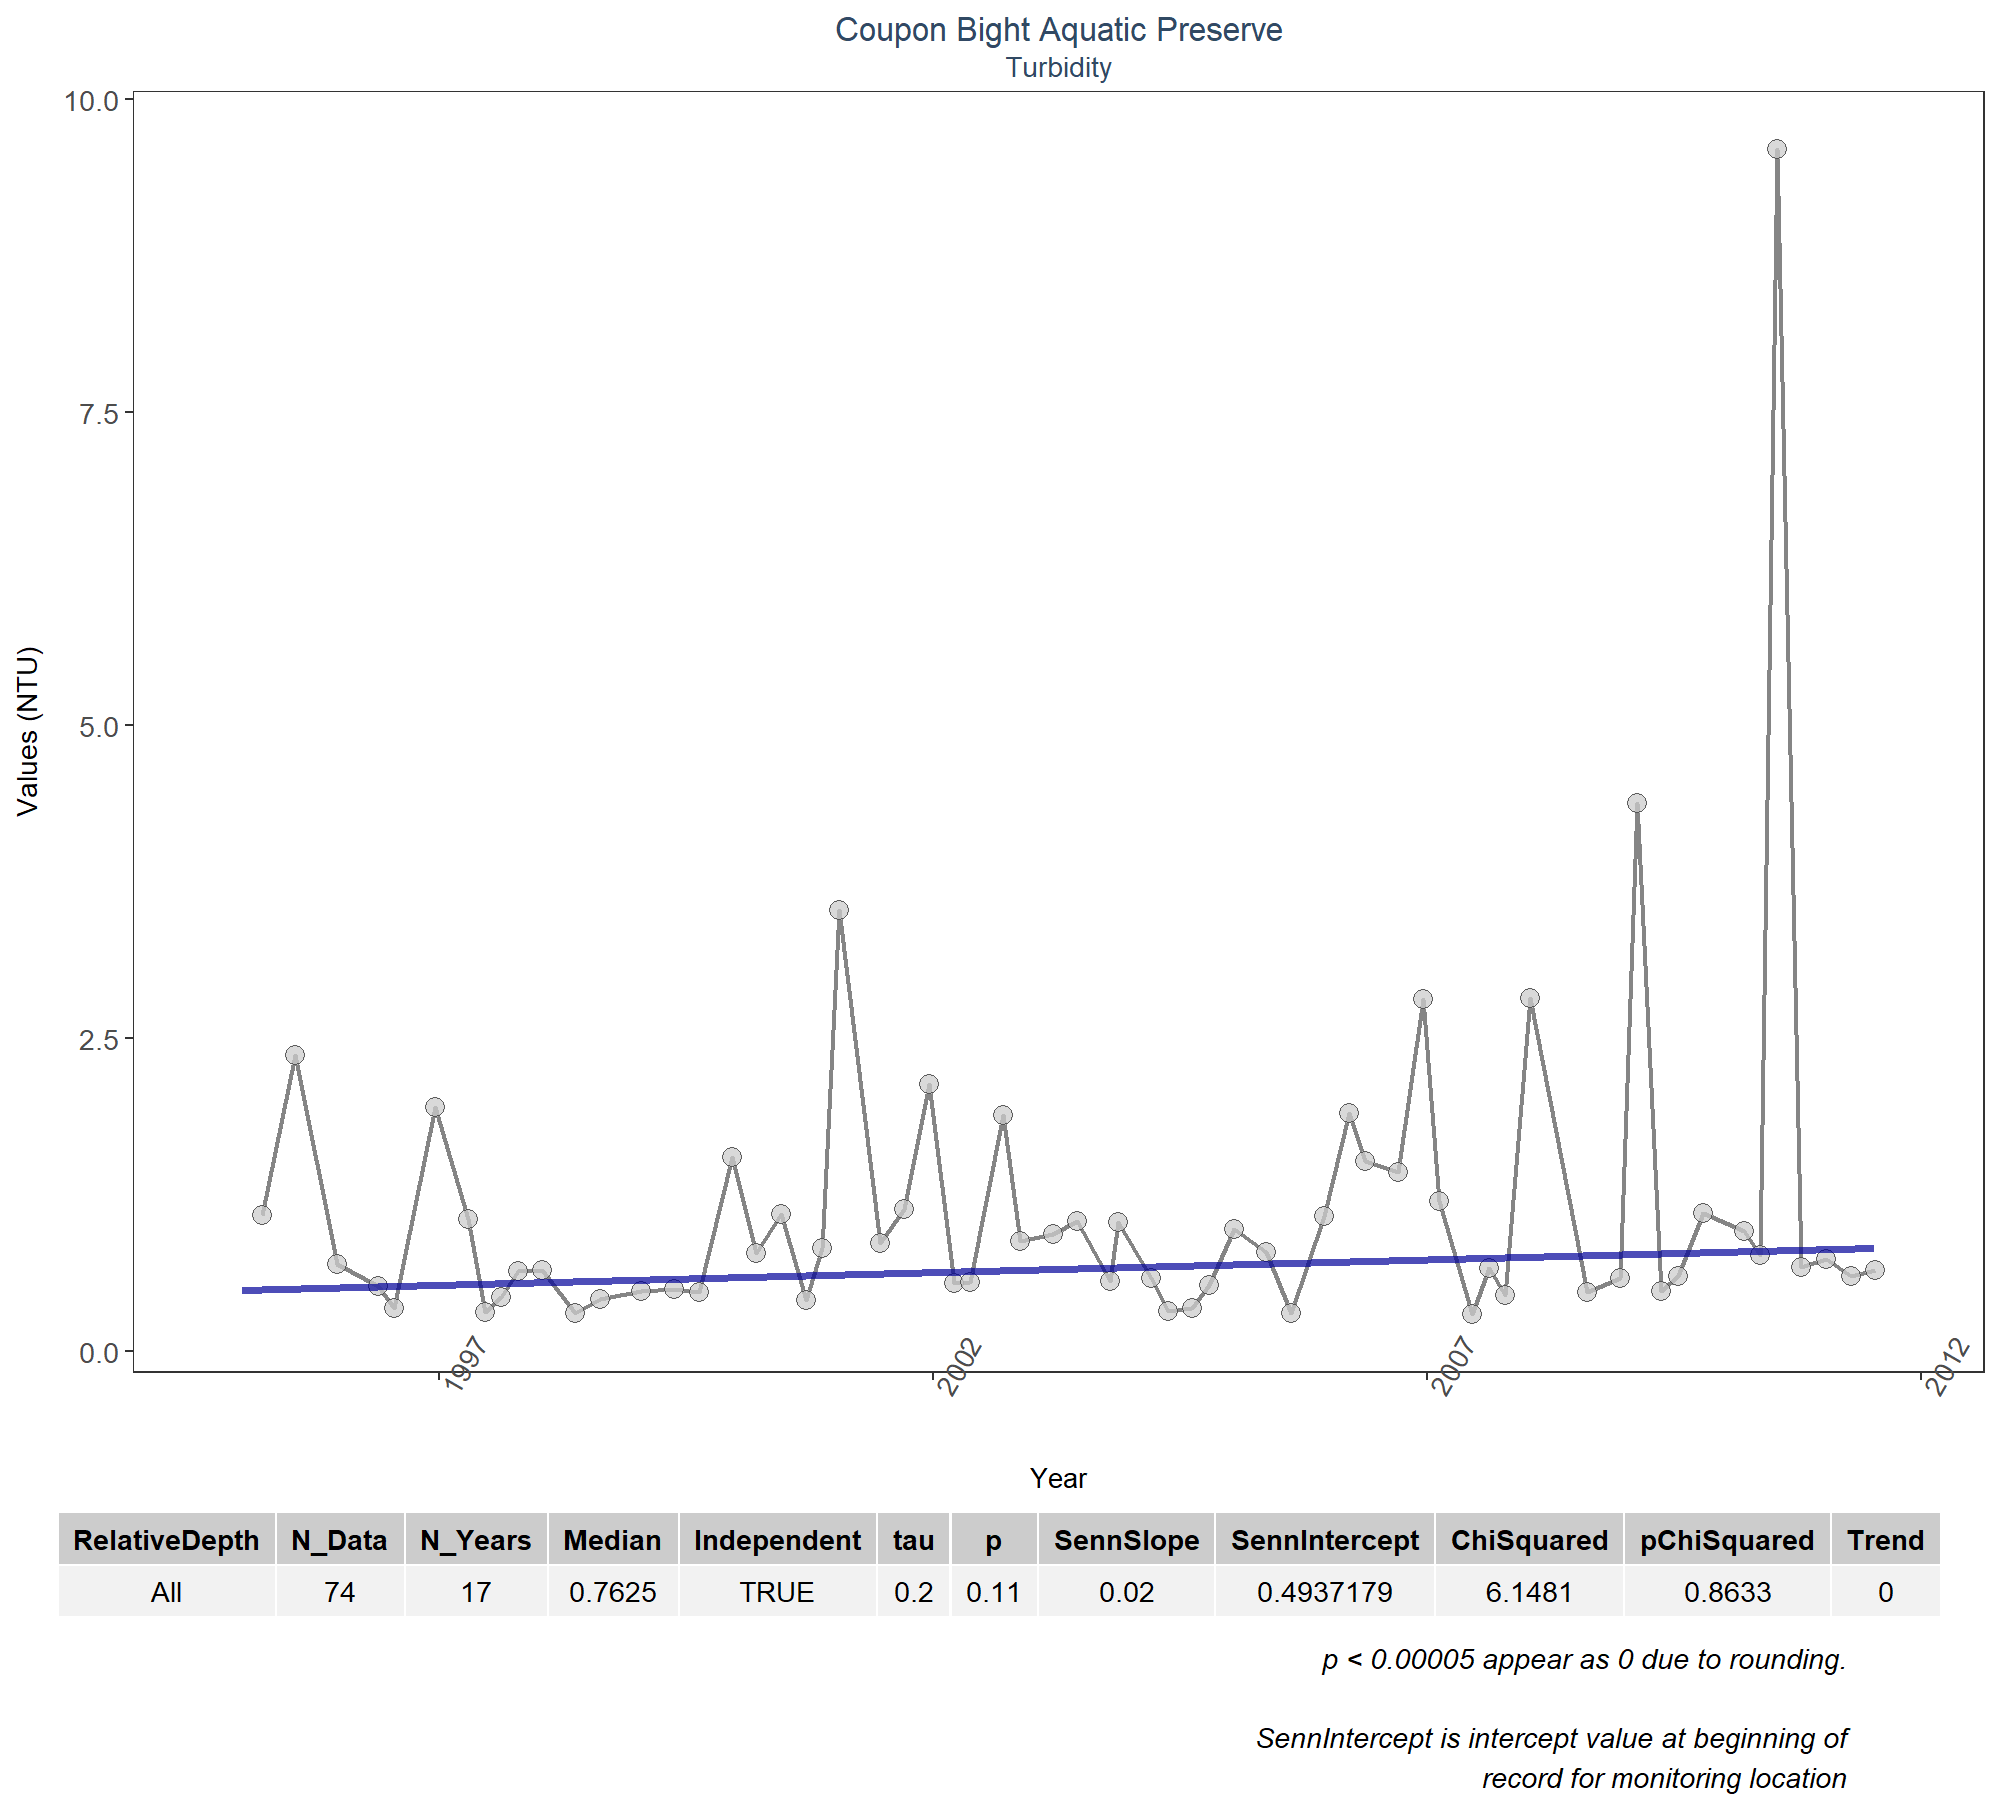 Coupon Bight Aquatic Preserve
Turbidity
10.0
7.5
5.0
2.5
0.0
Values (NTU)
1997
2002
2007
2012
Year
RelativeDepth N_Data N_Years Median Independent tau p SennSlope SennIntercept ChiSquared pChiSquared Trend
All 74 17 0.7625 TRUE 0.2 0.11 0.02 0.4937179 6.1481 0.8633 0
p < 0.00005 appear as 0 due to rounding.
SennIntercept is intercept value at beginning of
record for monitoring location